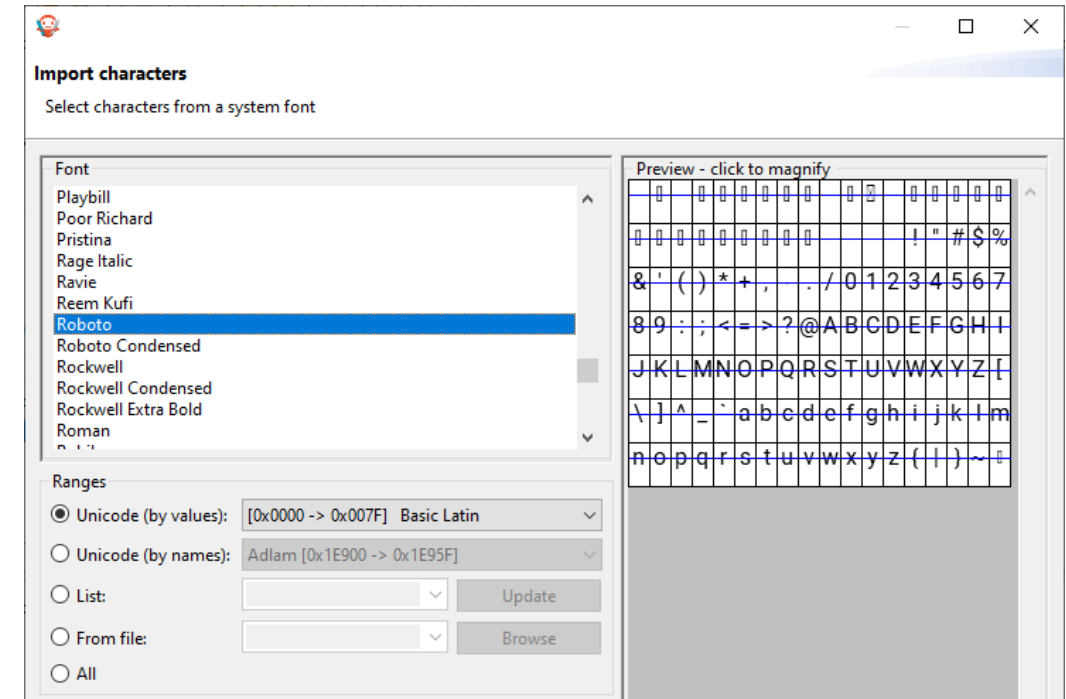 Import characters
Select characters from a system font
Font
Playbill
Poor Richard
Pristina
Rage Italic
Ravie
Reem Kufi
Roboto
Roboto Condensed
Rockwell
Rockwell Condensed
Rockwell Extra Bold
Roman
Ranges
Unicode (by values): [0x0000 -> 0x007F] Basic Latin
Unicode (by names): Adlam [0x1E900 -> 0x1E95F]
List: Update
From file: Browse
All
Preview - click to magnify
! " # $ %
& ' ( ) * + , - . / 0 1 2 3 4 5 6 7
8 9 : ; < = > ? @ A B C D E F G H I
J K L M N O P Q R S T U V W X Y Z [
\ ] ^ _ ` a b c d e f g h i j k l m
n o p q r s t u v w x y z { | } ~